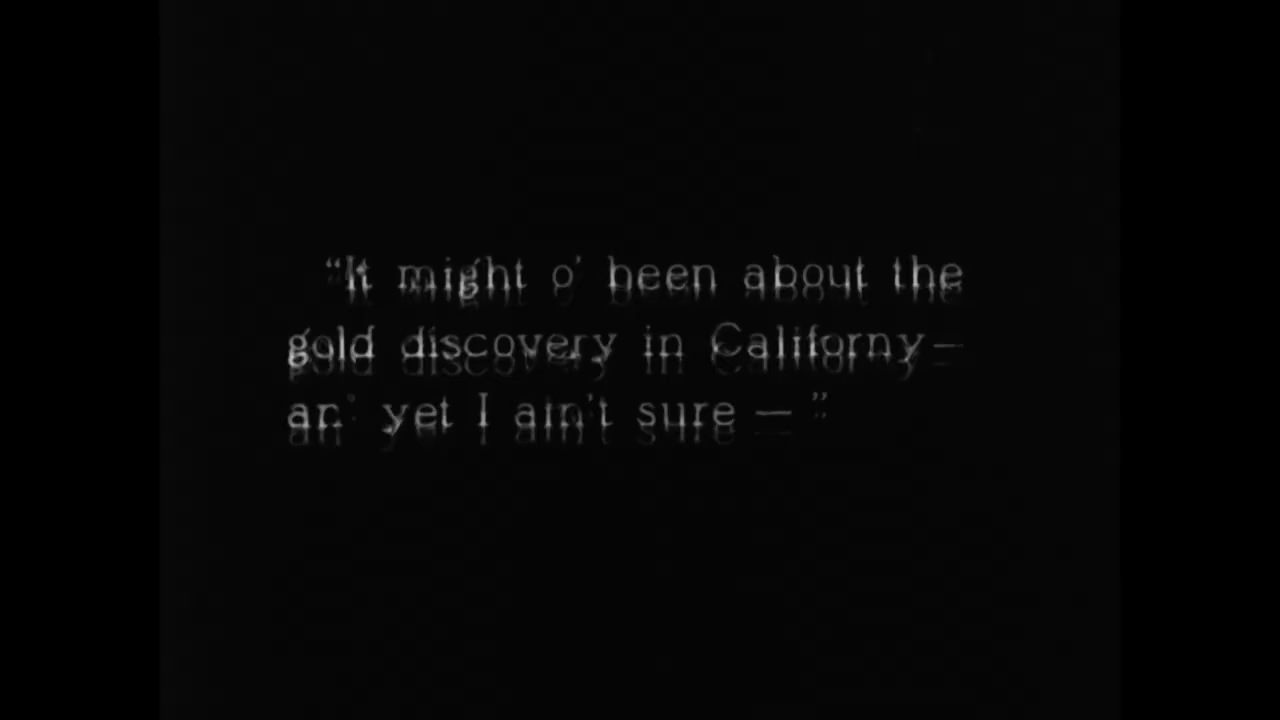 “It might o’ been about the
gold discovery in Californy—
an’ yet I ain’t sure — ”